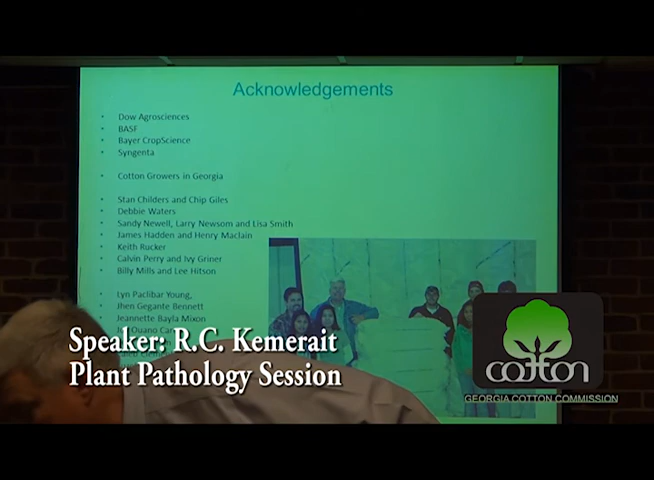 Acknowledgements
Dow Agrosciences
BASF
Bayer CropScience
Syngenta
Cotton Growers in Georgia
Stan Childers and Chip Giles
Debbie Waters
Sandy Newell, Larry Newsom and Lisa Smith
James Hadden and Henry Maclain
Keith Rucker
Calvin Perry and Ivy Griner
Billy Mills and Lee Hitson
Lyn Paclibar Young,
Jhen Gegante Bennett
Jeannette Bayla Mixon
Speaker: R.C. Kemerait
Plant Pathology Session
cotton
GEORGIA COTTON COMMISSION